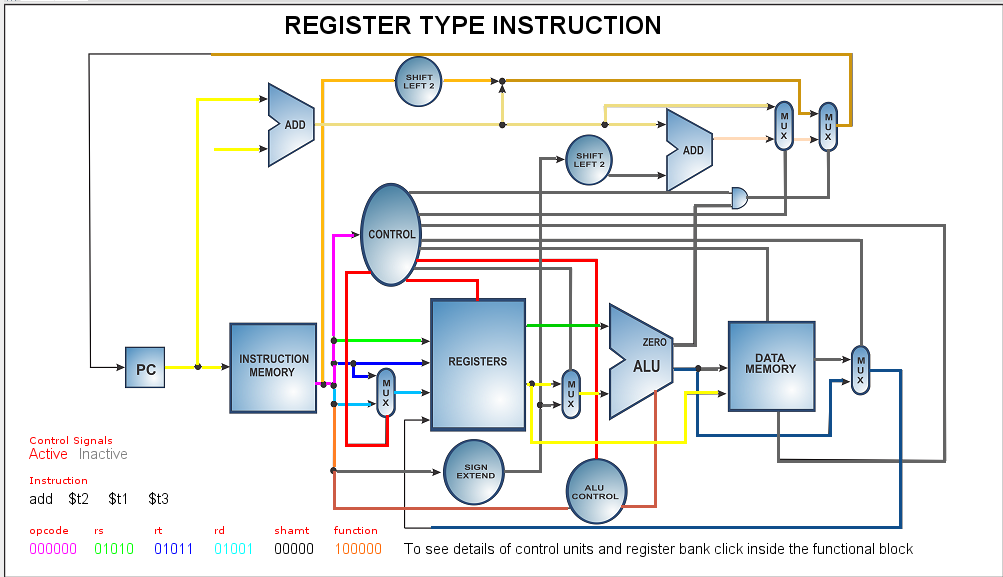 REGISTER TYPE INSTRUCTION
SHIFT
LEFT 2
ADD
M
U
X
M
U
X
SHIFT
LEFT 2
ADD
CONTROL
INSTRUCTION
MEMORY
PC
REGISTERS
M
U
X
M
U
X
ZERO
ALU
DATA
MEMORY
M
U
X
SIGN
EXTEND
ALU
CONTROL
Control Signals
Active Inactive
Instruction
add $t2 $t1 $t3
opcode rs rt rd shamt function
000000 01010 01011 01001 00000 100000
To see details of control units and register bank click inside the functional block